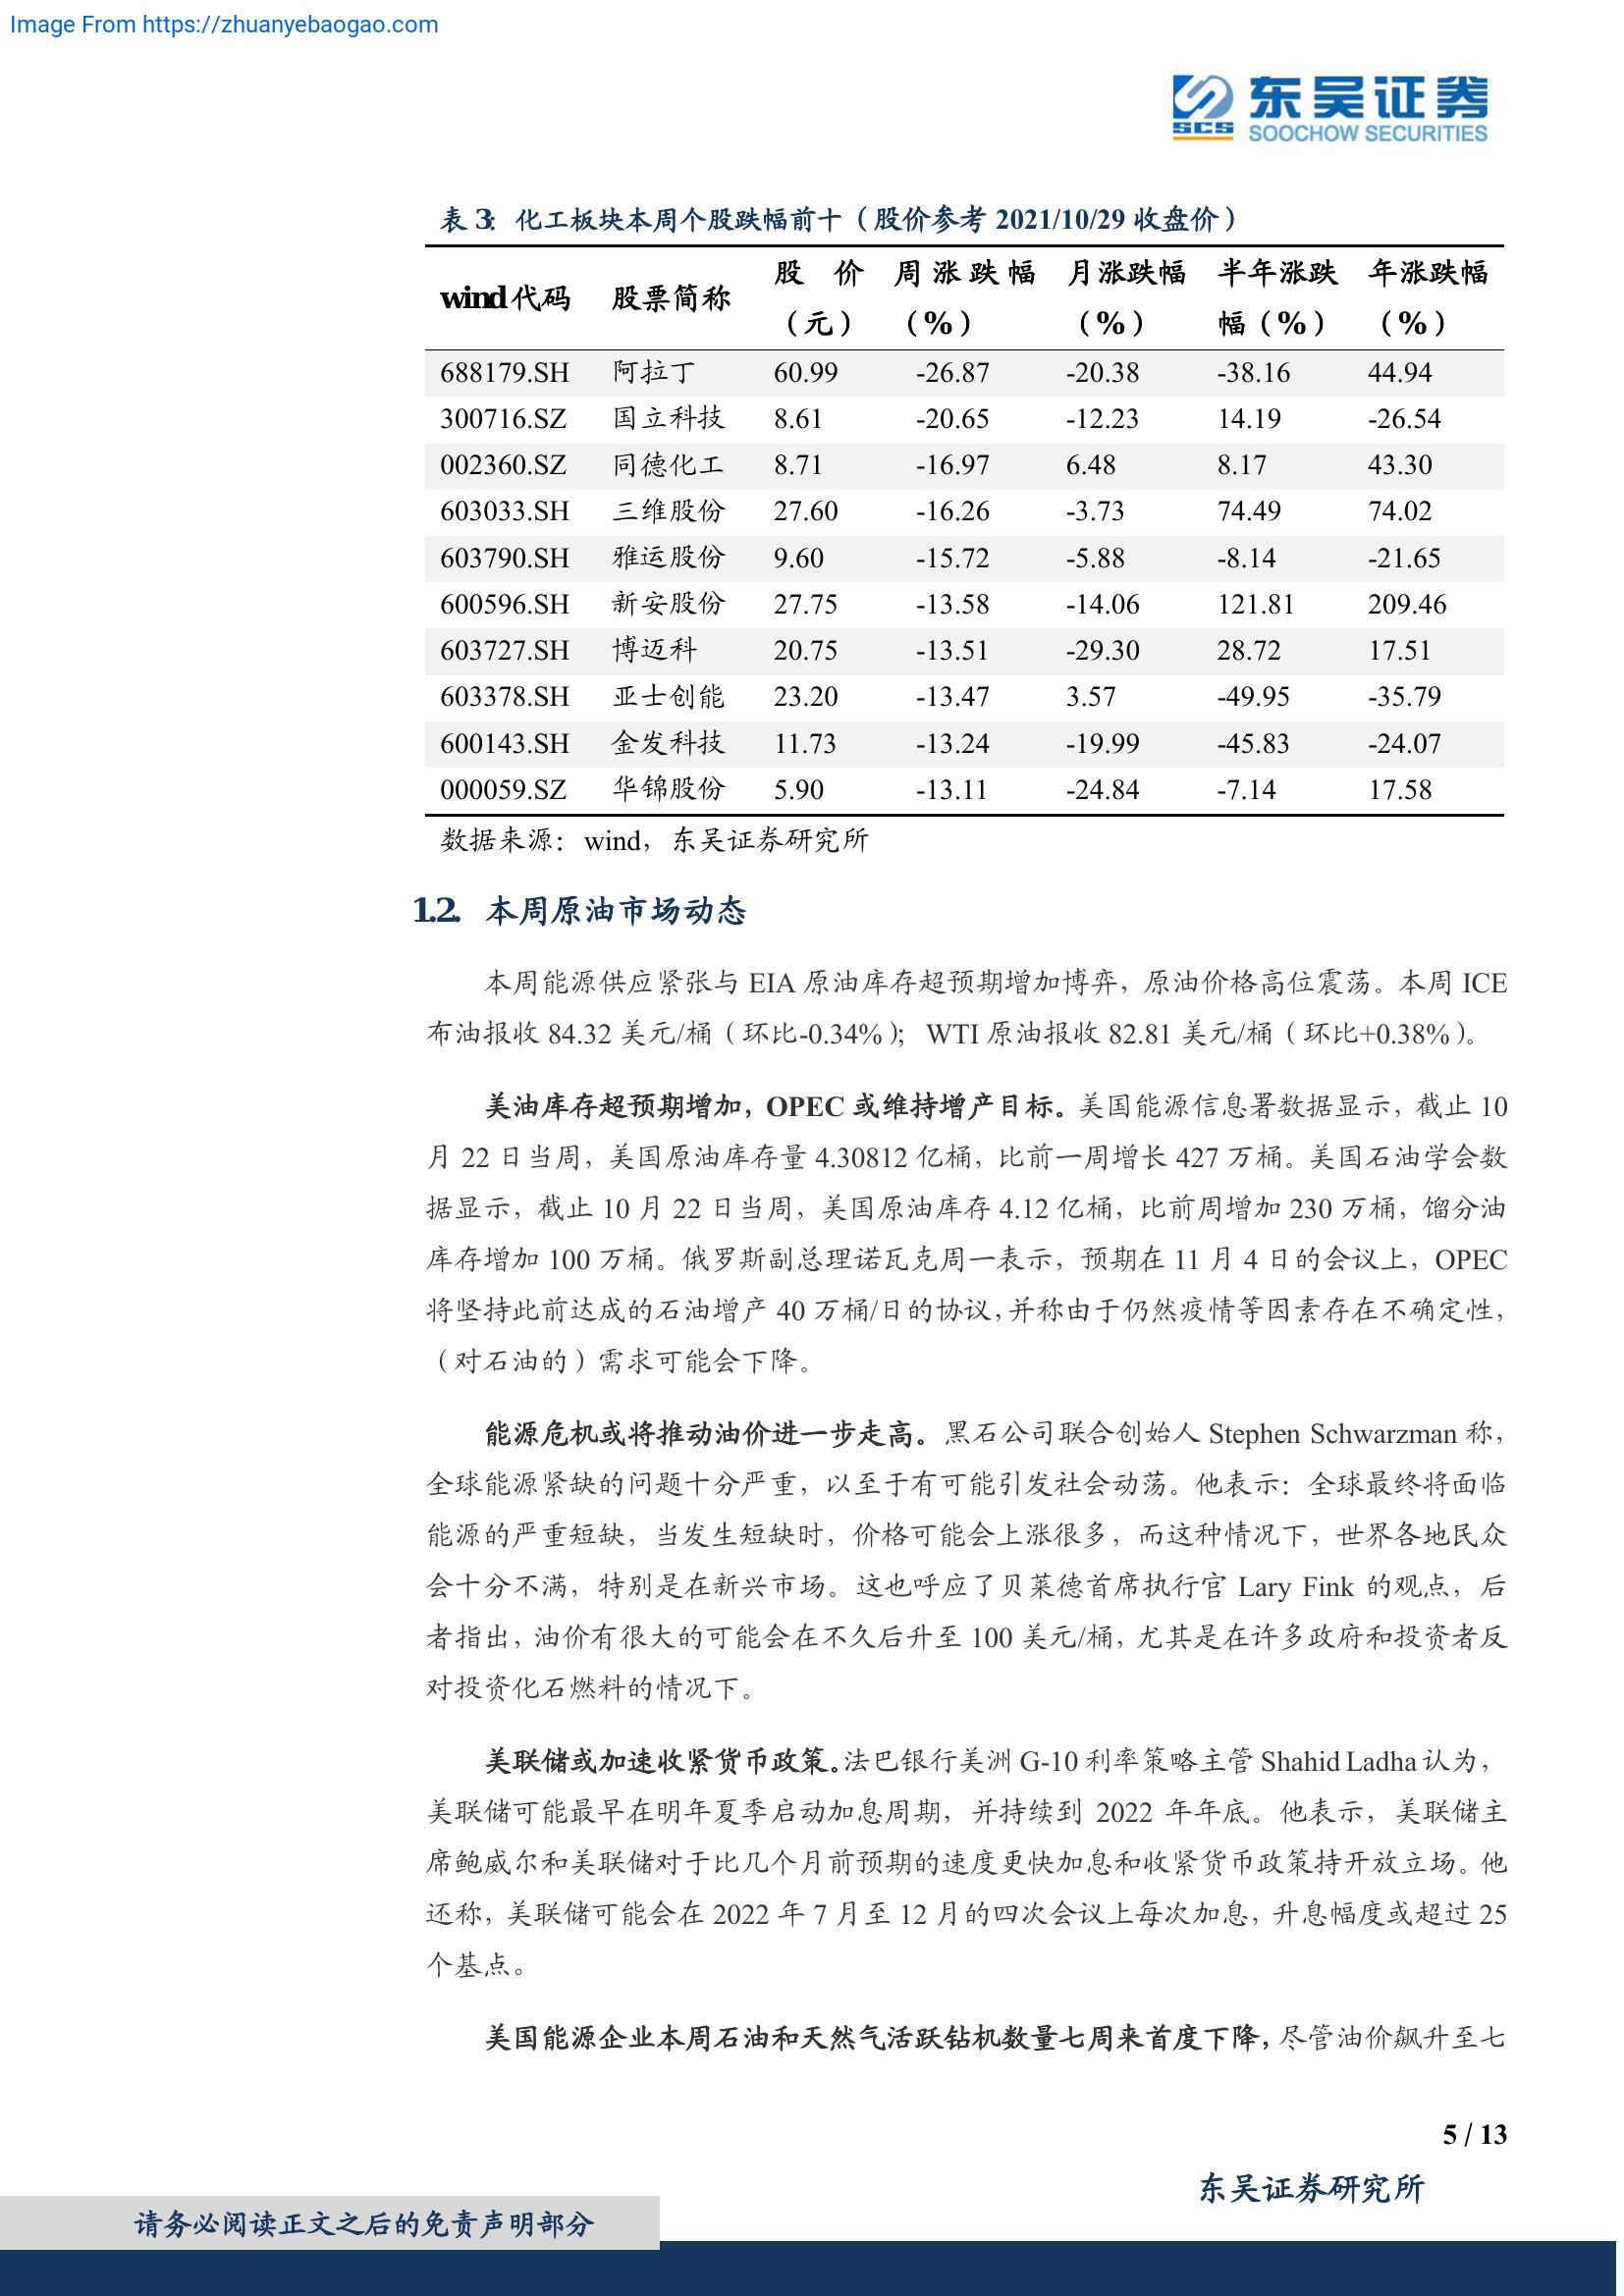 Image From https://zhuanyebaogao.com
SCS 东吴证券
SOOCHOW SECURITIES
表 3: 化工板块本周个股跌幅前十（股价参考 2021/10/29 收盘价）
wind代码 股票简称 股价（元） 周涨跌幅（%） 月涨跌幅（%） 半年涨跌幅（%） 年涨跌幅（%）
688179.SH 阿拉丁 60.99 -26.87 -20.38 -38.16 44.94
300716.SZ 国立科技 8.61 -20.65 -12.23 14.19 -26.54
002360.SZ 同德化工 8.71 -16.97 6.48 8.17 43.30
603033.SH 三维股份 27.60 -16.26 -3.73 74.49 74.02
603790.SH 雅运股份 9.60 -15.72 -5.88 -8.14 -21.65
600596.SH 新安股份 27.75 -13.58 -14.06 121.81 209.46
603727.SH 博迈科 20.75 -13.51 -29.30 28.72 17.51
603378.SH 亚士创能 23.20 -13.47 3.57 -49.95 -35.79
600143.SH 金发科技 11.73 -13.24 -19.99 -45.83 -24.07
000059.SZ 华锦股份 5.90 -13.11 -24.84 -7.14 17.58
数据来源：wind，东吴证券研究所
1.2. 本周原油市场动态
本周能源供应紧张与 EIA 原油库存超预期增加博弈，原油价格高位震荡。本周 ICE
布油报收 84.32 美元/桶（环比-0.34%）；WTI 原油报收 82.81 美元/桶（环比+0.38%）。
美油库存超预期增加，OPEC 或维持增产目标。美国能源信息署数据显示，截止 10
月 22 日当周，美国原油库存量 4.30812 亿桶，比前一周增长 427 万桶。美国石油学会数
据显示，截止 10 月 22 日当周，美国原油库存 4.12 亿桶，比前周增加 230 万桶，馏分油
库存增加 100 万桶。俄罗斯副总理诺瓦克周一表示，预期在 11 月 4 日的会议上，OPEC
将坚持此前达成的石油增产 40 万桶/日的协议，并称由于仍然疫情等因素存在不确定性，
（对石油的）需求可能会下降。
能源危机或将推动油价进一步走高。黑石公司联合创始人 Stephen Schwarzman 称，
全球能源紧缺的问题十分严重，以至于有可能引发社会动荡。他表示：全球最终将面临
能源的严重短缺，当发生短缺时，价格可能会上涨很多，而这种情况下，世界各地民众
会十分不满，特别是在新兴市场。这也呼应了贝莱德首席执行官 Lary Fink 的观点，后
者指出，油价有很大的可能会在不久后升至 100 美元/桶，尤其是在许多政府和投资者反
对投资化石燃料的情况下。
美联储或加速收紧货币政策。法巴银行美洲 G-10 利率策略主管 Shahid Ladha 认为，
美联储可能最早在明年夏季启动加息周期，并持续到 2022 年年底。他表示，美联储主
席鲍威尔和美联储对于比几个月前预期的速度更快加息和收紧货币政策持开放立场。他
还称，美联储可能会在 2022 年 7 月至 12 月的四次会议上每次加息，升息幅度或超过 25
个基点。
美国能源企业本周石油和天然气活跃钻机数量七周来首度下降，尽管油价飙升至七
5 / 13
东吴证券研究所
请务必阅读正文之后的免责声明部分